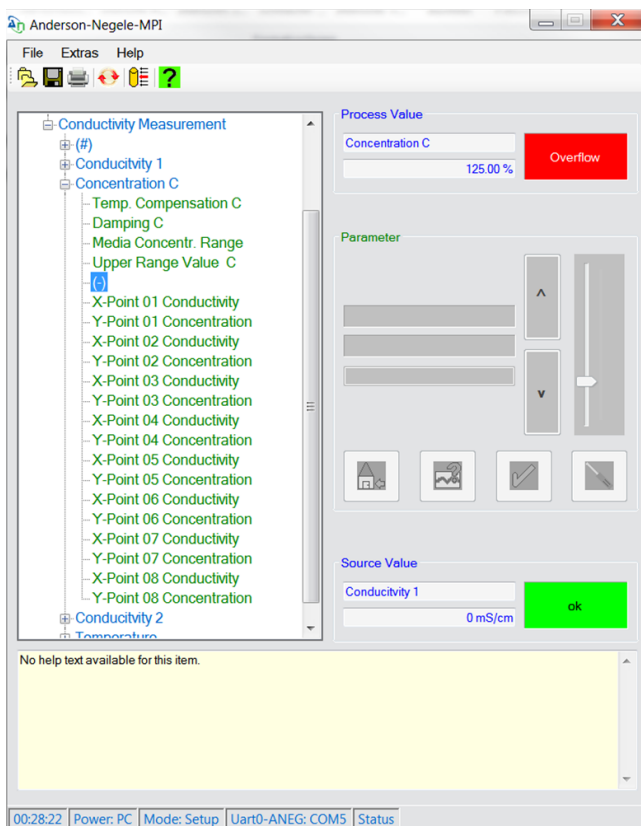 Anderson-Negele-MPI
File Extras Help
Conductivity Measurement
(#)
Conducitvity 1
Concentration C
Temp. Compensation C
Damping C
Media Concentr. Range
Upper Range Value C
(-)
X-Point 01 Conductivity
Y-Point 01 Concentration
X-Point 02 Conductivity
Y-Point 02 Concentration
X-Point 03 Conductivity
Y-Point 03 Concentration
X-Point 04 Conductivity
Y-Point 04 Concentration
X-Point 05 Conductivity
Y-Point 05 Concentration
X-Point 06 Conductivity
Y-Point 06 Concentration
X-Point 07 Conductivity
Y-Point 07 Concentration
X-Point 08 Conductivity
Y-Point 08 Concentration
Conducitvity 2
Temperature
Process Value
Concentration C
125.00 %
Overflow
Parameter
^
v
Source Value
Conducitvity 1
0 mS/cm
ok
No help text available for this item.
00:28:22 Power: PC Mode: Setup Uart0-ANEG: COM5 Status